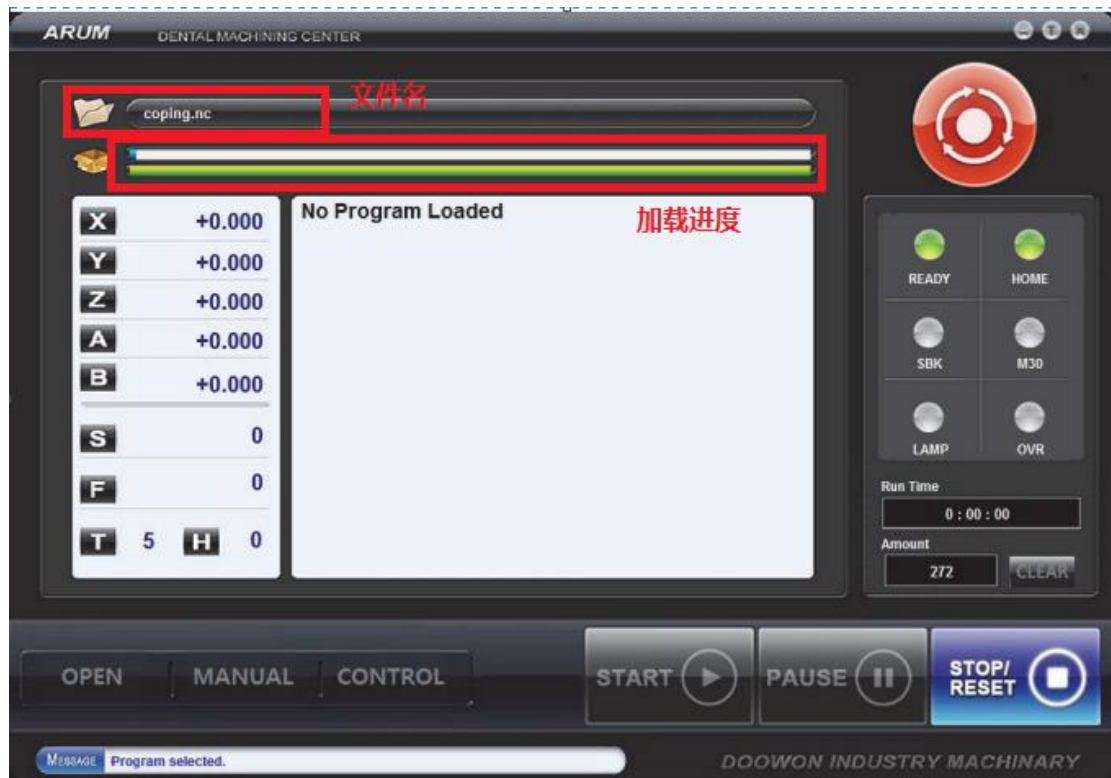 ARUM DENTAL MACHINING CENTER
文件名
coping.nc
No Program Loaded
加载进度
X +0.000
Y +0.000
Z +0.000
A +0.000
B +0.000
S 0
F 0
T 5 H 0
READY HOME
SBK M30
LAMP OVR
Run Time
0 : 00 : 00
Amount
272 CLEAR
OPEN MANUAL CONTROL START PAUSE STOP/
RESET
MESSAGE Program selected.
DOOWON INDUSTRY MACHINARY